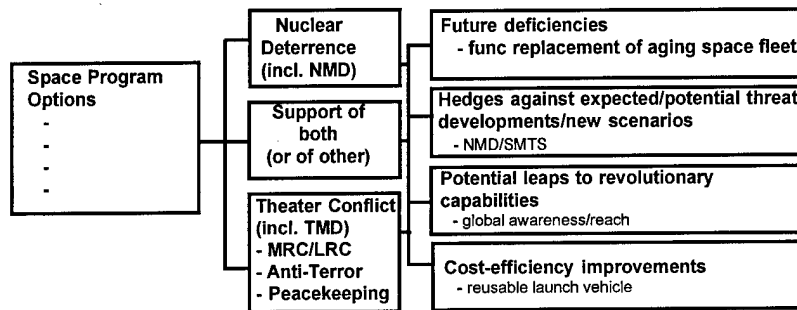 Space Program
Options
-
-
-
-
Nuclear
Deterrence
(incl. NMD)
Support of
both
(or of other)
Theater Conflict
(incl. TMD)
- MRC/LRC
- Anti-Terror
- Peacekeeping
Future deficiencies
- func replacement of aging space fleet
Hedges against expected/potential threat
developments/new scenarios
- NMD/SMTS
Potential leaps to revolutionary
capabilities
- global awareness/reach
Cost-efficiency improvements
- reusable launch vehicle